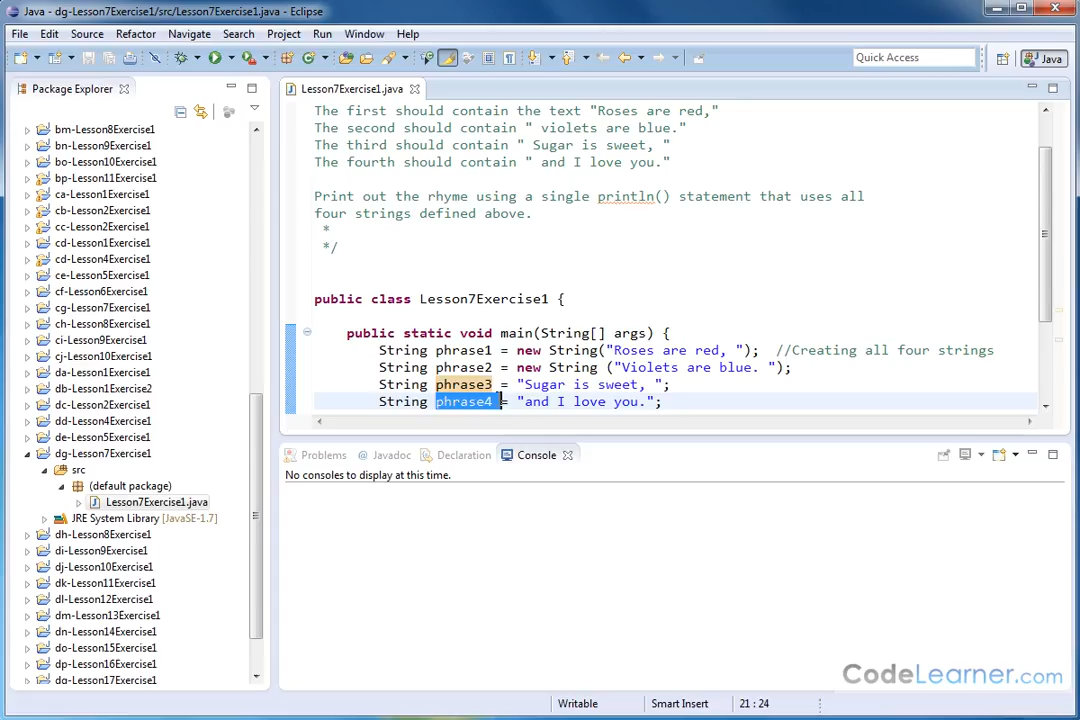 Java - dg-Lesson7Exercise1/src/Lesson7Exercise1.java - Eclipse
File Edit Source Refactor Navigate Search Project Run Window Help
Quick Access
Java
Package Explorer
bm-Lesson8Exercise1
bn-Lesson9Exercise1
bo-Lesson10Exercise1
bp-Lesson11Exercise1
ca-Lesson1Exercise1
cb-Lesson2Exercise1
cc-Lesson2Exercise1
cd-Lesson1Exercise1
cd-Lesson4Exercise1
ce-Lesson5Exercise1
cf-Lesson6Exercise1
cg-Lesson7Exercise1
ch-Lesson8Exercise1
ci-Lesson9Exercise1
cj-Lesson10Exercise1
da-Lesson1Exercise1
db-Lesson1Exercise2
dc-Lesson2Exercise1
dd-Lesson4Exercise1
de-Lesson5Exercise1
dg-Lesson7Exercise1
src
(default package)
Lesson7Exercise1.java
JRE System Library [JavaSE-1.7]
dh-Lesson8Exercise1
di-Lesson9Exercise1
dj-Lesson10Exercise1
dk-Lesson11Exercise1
dl-Lesson12Exercise1
dm-Lesson13Exercise1
dn-Lesson14Exercise1
do-Lesson15Exercise1
dp-Lesson16Exercise1
dq-Lesson17Exercise1
Lesson7Exercise1.java
The first should contain the text "Roses are red,"
The second should contain " violets are blue."
The third should contain " Sugar is sweet, "
The fourth should contain " and I love you."
Print out the rhyme using a single println() statement that uses all
four strings defined above.
*
*/
public class Lesson7Exercise1 {
public static void main(String[] args) {
String phrase1 = new String("Roses are red, "); //Creating all four strings
String phrase2 = new String ("Violets are blue. ");
String phrase3 = "Sugar is sweet, ";
String phrase4 = "and I love you.";
Problems @ Javadoc Declaration Console
No consoles to display at this time.
CodeLearner.com
Writable Smart Insert 21 : 24